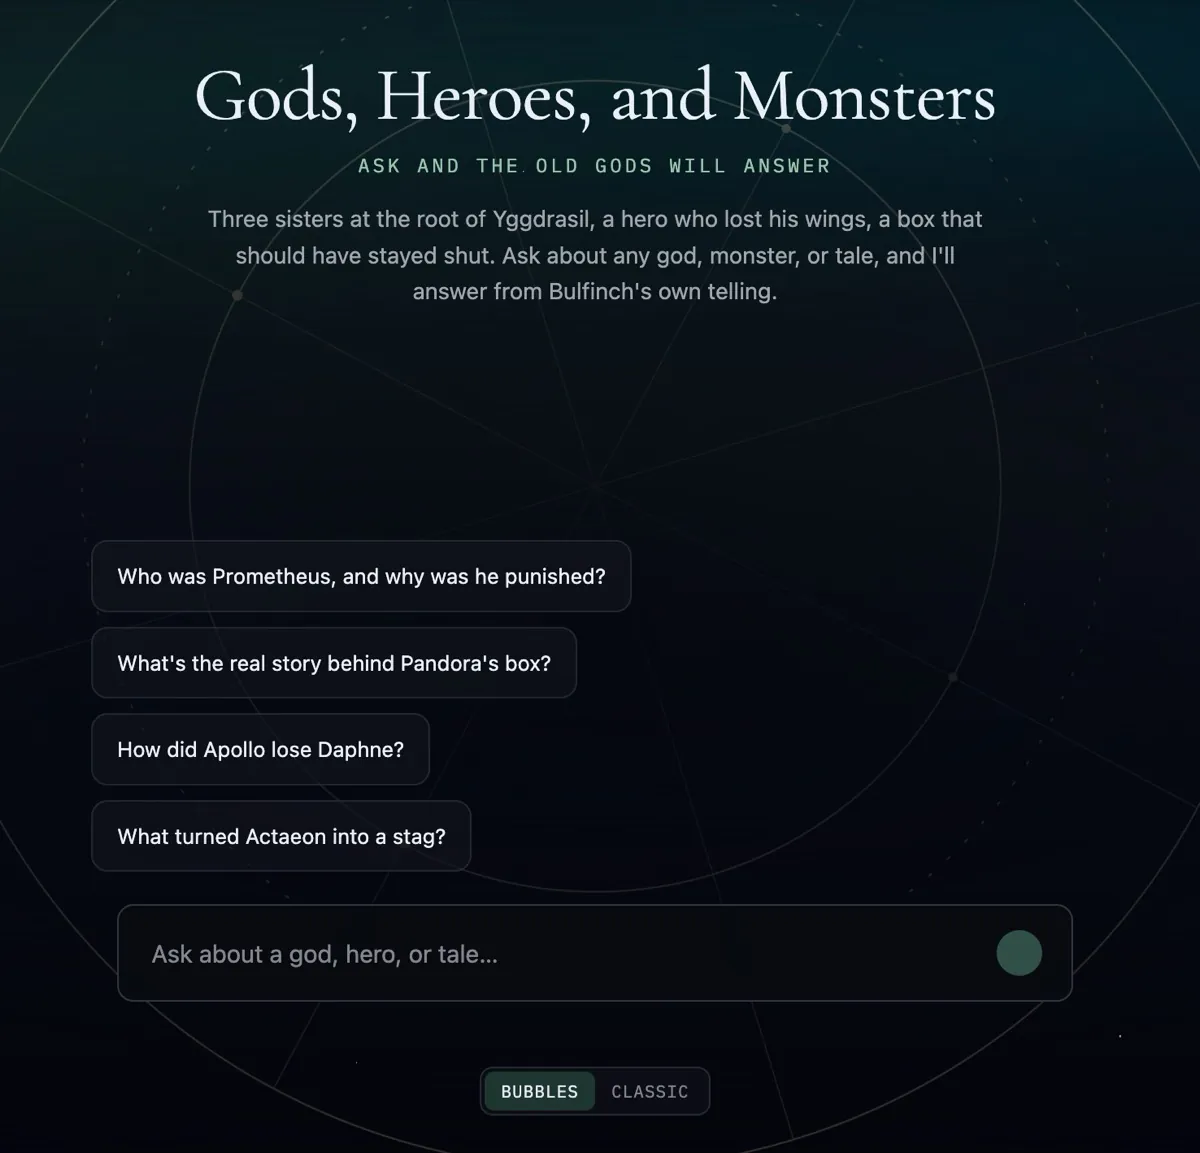 Gods, Heroes, and Monsters
ASK AND THE OLD GODS WILL ANSWER
Three sisters at the root of Yggdrasil, a hero who lost his wings, a box that
should have stayed shut. Ask about any god, monster, or tale, and I'll
answer from Bulfinch's own telling.
Who was Prometheus, and why was he punished?
What's the real story behind Pandora's box?
How did Apollo lose Daphne?
What turned Actaeon into a stag?
Ask about a god, hero, or tale...
BUBBLES CLASSIC